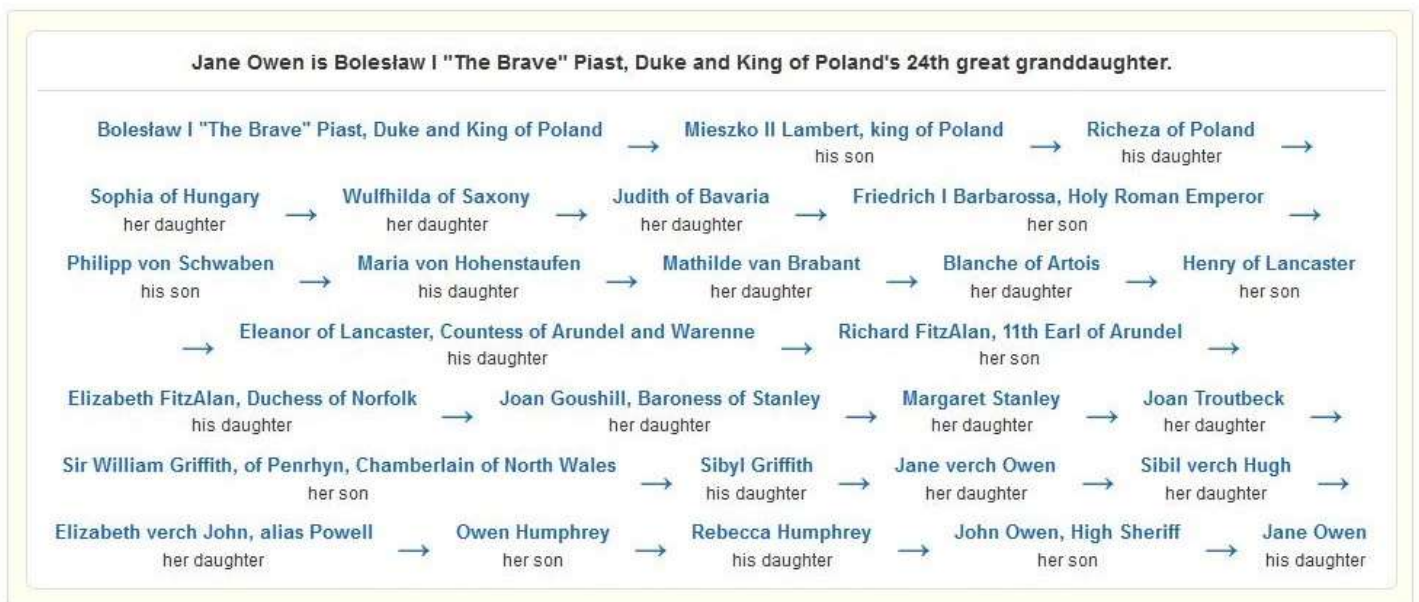 Jane Owen is Bolesław I "The Brave" Piast, Duke and King of Poland's 24th great granddaughter.
Bolesław I "The Brave" Piast, Duke and King of Poland → Mieszko II Lambert, king of Poland → Richeza of Poland →
his son his daughter
Sophia of Hungary → Wulfhilda of Saxony → Judith of Bavaria → Friedrich I Barbarossa, Holy Roman Emperor →
her daughter her daughter her daughter her son
Philipp von Schwaben → Maria von Hohenstaufen → Mathilde van Brabant → Blanche of Artois → Henry of Lancaster
his son his daughter her daughter her daughter her son
→ Eleanor of Lancaster, Countess of Arundel and Warenne → Richard FitzAlan, 11th Earl of Arundel →
his daughter her son
Elizabeth FitzAlan, Duchess of Norfolk → Joan Goushill, Baroness of Stanley → Margaret Stanley → Joan Troutbeck →
his daughter her daughter her daughter her daughter
Sir William Griffith, of Penrhyn, Chamberlain of North Wales → Sibyl Griffith → Jane verch Owen → Sibil verch Hugh →
her son his daughter her daughter her daughter
Elizabeth verch John, alias Powell → Owen Humphrey → Rebecca Humphrey → John Owen, High Sheriff → Jane Owen
her daughter her son his daughter her son his daughter